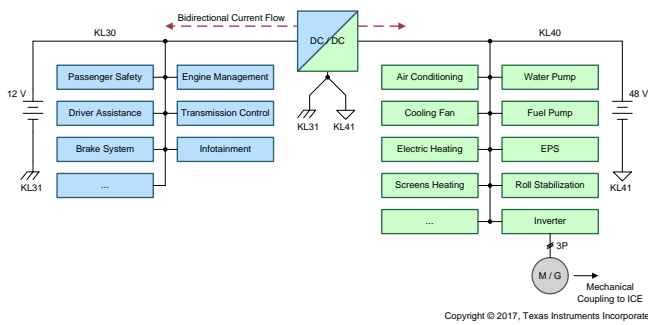 Bidirectional Current Flow
KL30
DC / DC
KL40
Passenger Safety
Engine Management
Air Conditioning
Water Pump
12 V
48 V
Driver Assistance
Transmission Control
Cooling Fan
Fuel Pump
KL31
KL41
Brake System
Infotainment
Electric Heating
EPS
KL31
...
Screens Heating
Roll Stabilization
KL41
...
Inverter
3P
M / G
Mechanical
Coupling to ICE
Copyright © 2017, Texas Instruments Incorporate